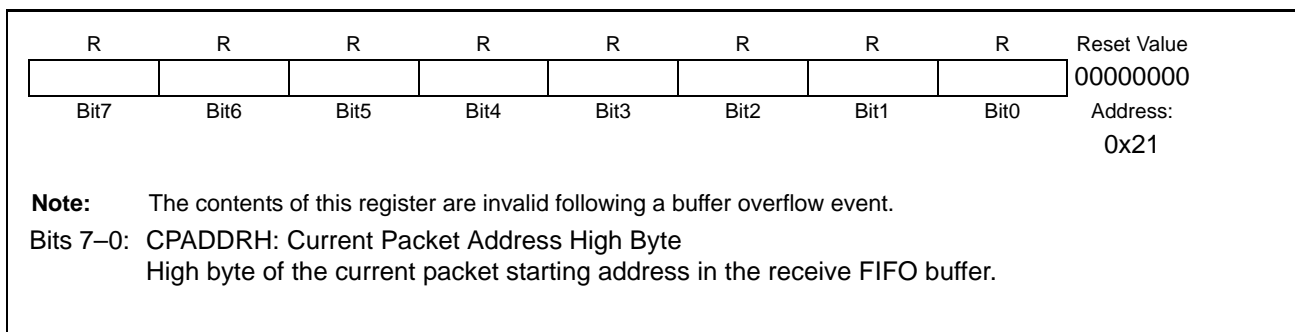 R R R R R R R R Reset Value
00000000
Bit7 Bit6 Bit5 Bit4 Bit3 Bit2 Bit1 Bit0 Address:
0x21
Note: The contents of this register are invalid following a buffer overflow event.
Bits 7–0: CPADDRH: Current Packet Address High Byte
High byte of the current packet starting address in the receive FIFO buffer.